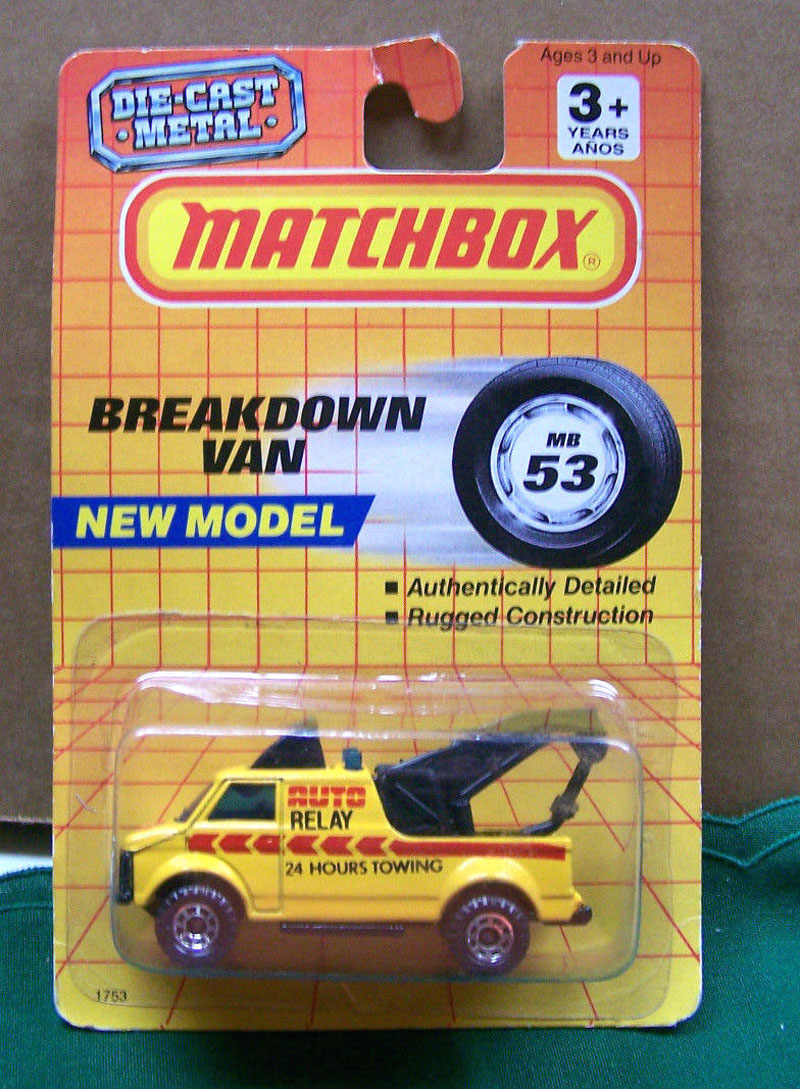 Ages 3 and Up
DIE-CAST
• METAL •
3+
YEARS
AÑOS
MATCHBOX ®
BREAKDOWN
VAN
MB
53
NEW MODEL
■ Authentically Detailed
■ Rugged Construction
AUTO
RELAY
24 HOURS TOWING
1753